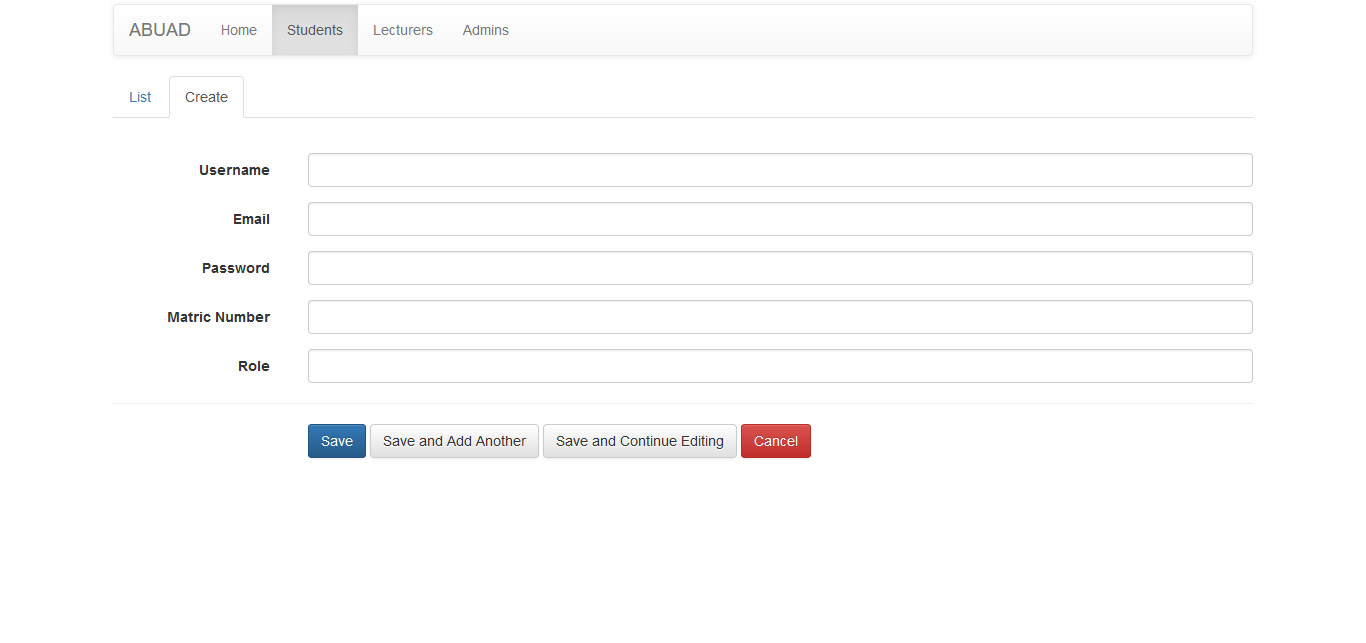 ABUAD Home Students Lecturers Admins
List Create
Username
Email
Password
Matric Number
Role
Save Save and Add Another Save and Continue Editing Cancel